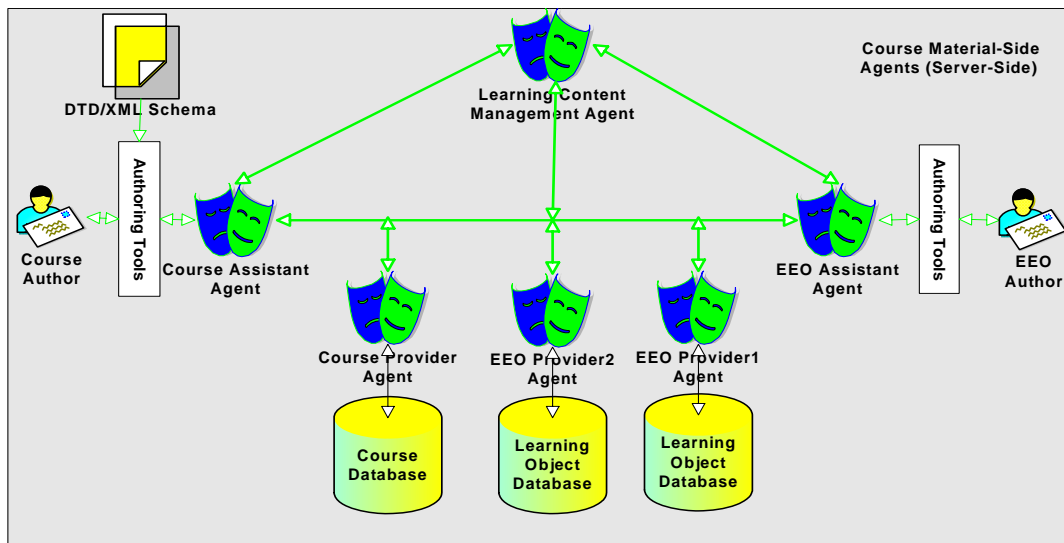 Course Material-Side
Agents (Server-Side)
DTD/XML Schema
Learning Content
Management Agent
Authoring Tools
Authoring Tools
Course
Author
Course Assistant
Agent
EEO Assistant
Agent
EEO
Author
Course Provider
Agent
EEO Provider2
Agent
EEO Provider1
Agent
Course
Database
Learning
Object
Database
Learning
Object
Database